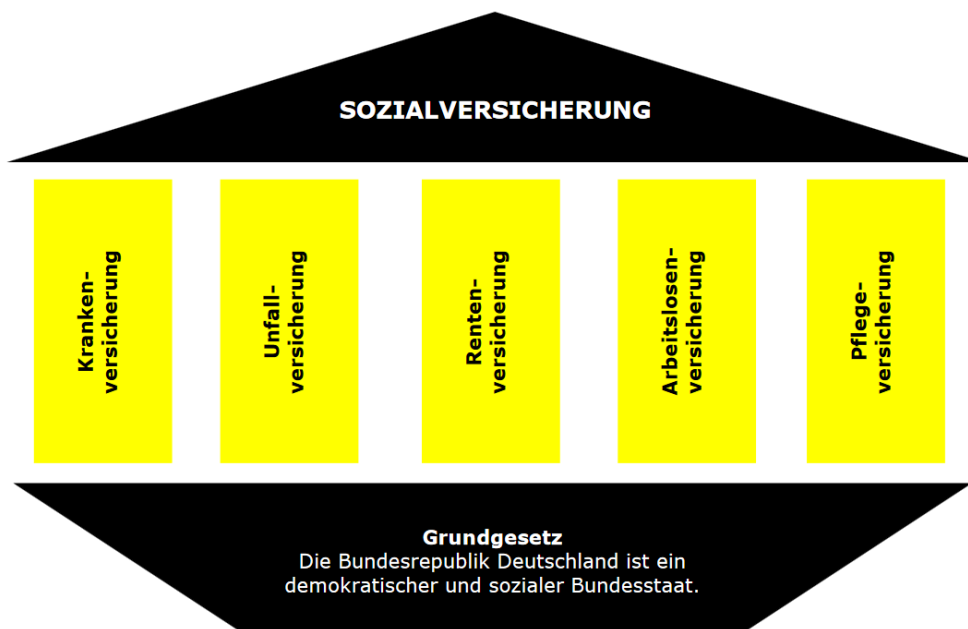 SOZIALVERSICHERUNG
Kranken-
versicherung
Unfall-
versicherung
Renten-
versicherung
Arbeitslosen-
versicherung
Pflege-
versicherung
Grundgesetz
Die Bundesrepublik Deutschland ist ein
demokratischer und sozialer Bundesstaat.